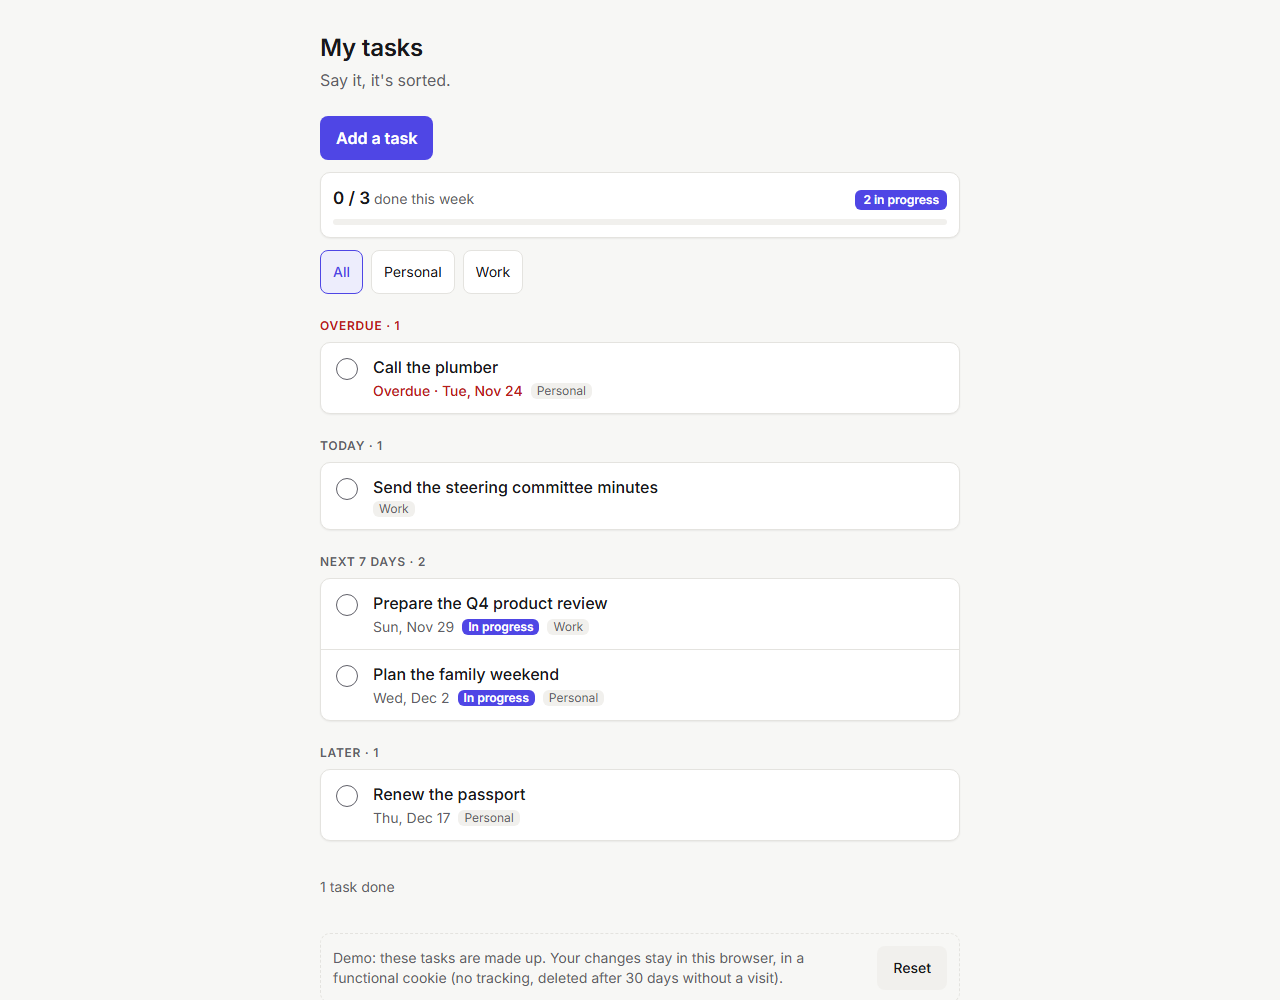 My tasks
Say it, it's sorted.
Add a task
0 / 3 done this week
2 in progress
All
Personal
Work
OVERDUE · 1
Call the plumber
Overdue · Tue, Nov 24 Personal
TODAY · 1
Send the steering committee minutes
Work
NEXT 7 DAYS · 2
Prepare the Q4 product review
Sun, Nov 29 In progress Work
Plan the family weekend
Wed, Dec 2 In progress Personal
LATER · 1
Renew the passport
Thu, Dec 17 Personal
1 task done
Demo: these tasks are made up. Your changes stay in this browser, in a
functional cookie (no tracking, deleted after 30 days without a visit).
Reset